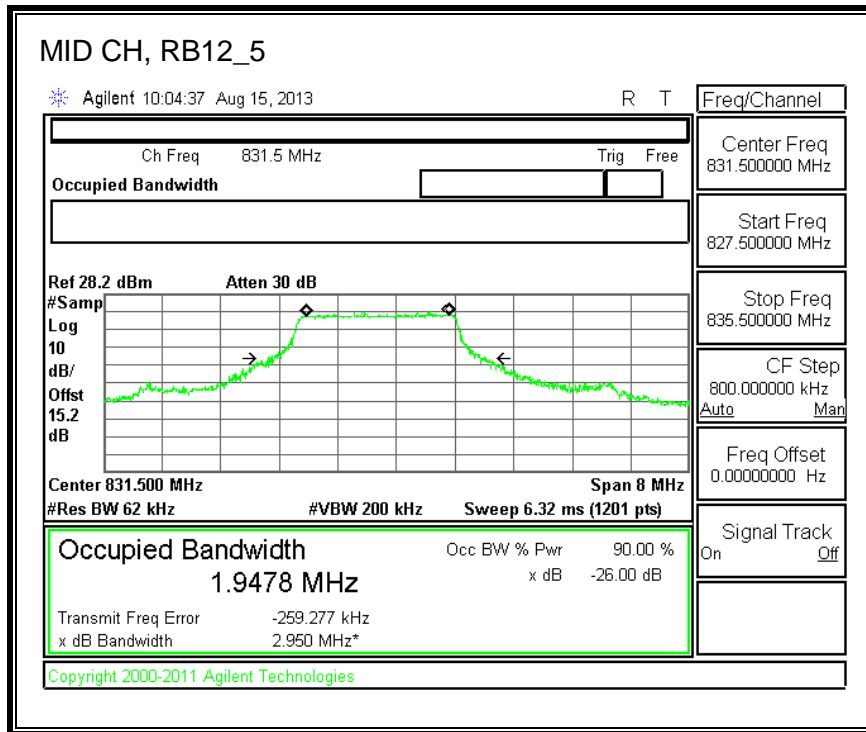 MID CH, RB12_5
Agilent 10:04:37 Aug 15, 2013 R T
Freq/Channel
Ch Freq 831.5 MHz Trig Free
Occupied Bandwidth
Center Freq
831.500000 MHz
Start Freq
827.500000 MHz
Stop Freq
835.500000 MHz
CF Step
800.000000 kHz
Auto Man
Freq Offset
0.00000000 Hz
Signal Track
On Off
Ref 28.2 dBm Atten 30 dB
#Samp
Log
10
dB/
Offst
15.2
dB
Center 831.500 MHz Span 8 MHz
#Res BW 62 kHz #VBW 200 kHz Sweep 6.32 ms (1201 pts)
Occupied Bandwidth Occ BW % Pwr 90.00 %
1.9478 MHz x dB -26.00 dB
Transmit Freq Error -259.277 kHz
x dB Bandwidth 2.950 MHz*
Copyright 2000-2011 Agilent Technologies